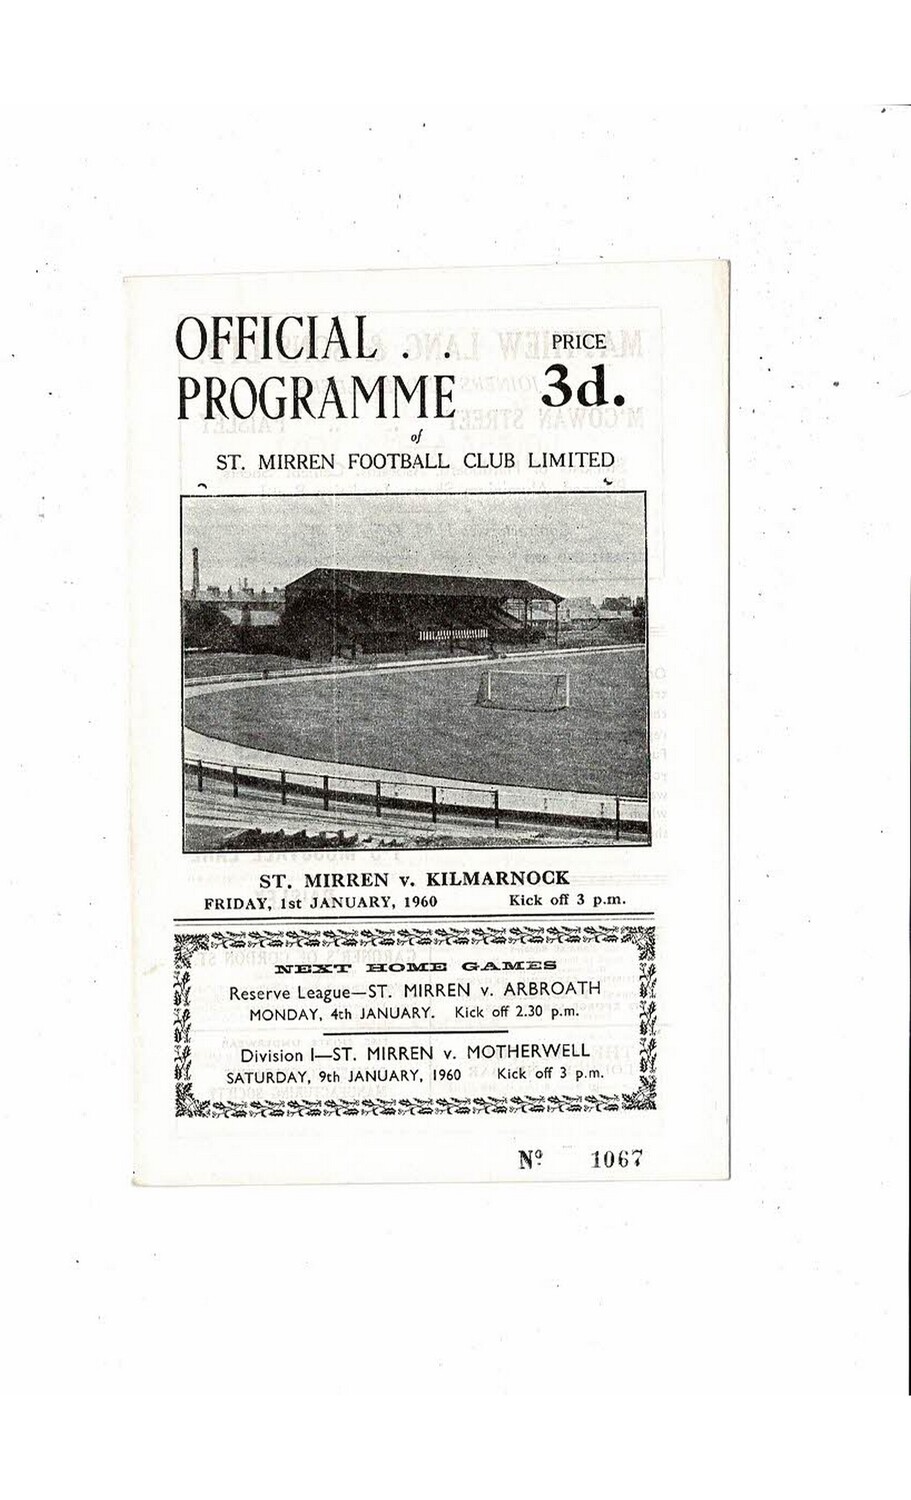 OFFICIAL . .
PROGRAMME
PRICE
3d.
of
ST. MIRREN FOOTBALL CLUB LIMITED
ST. MIRREN v. KILMARNOCK
FRIDAY, 1st JANUARY, 1960 Kick off 3 p.m.
NEXT HOME GAMES
Reserve League—ST. MIRREN v. ARBROATH
MONDAY, 4th JANUARY. Kick off 2.30 p.m.
Division I—ST. MIRREN v. MOTHERWELL
SATURDAY, 9th JANUARY, 1960 Kick off 3 p.m.
Nº 1067